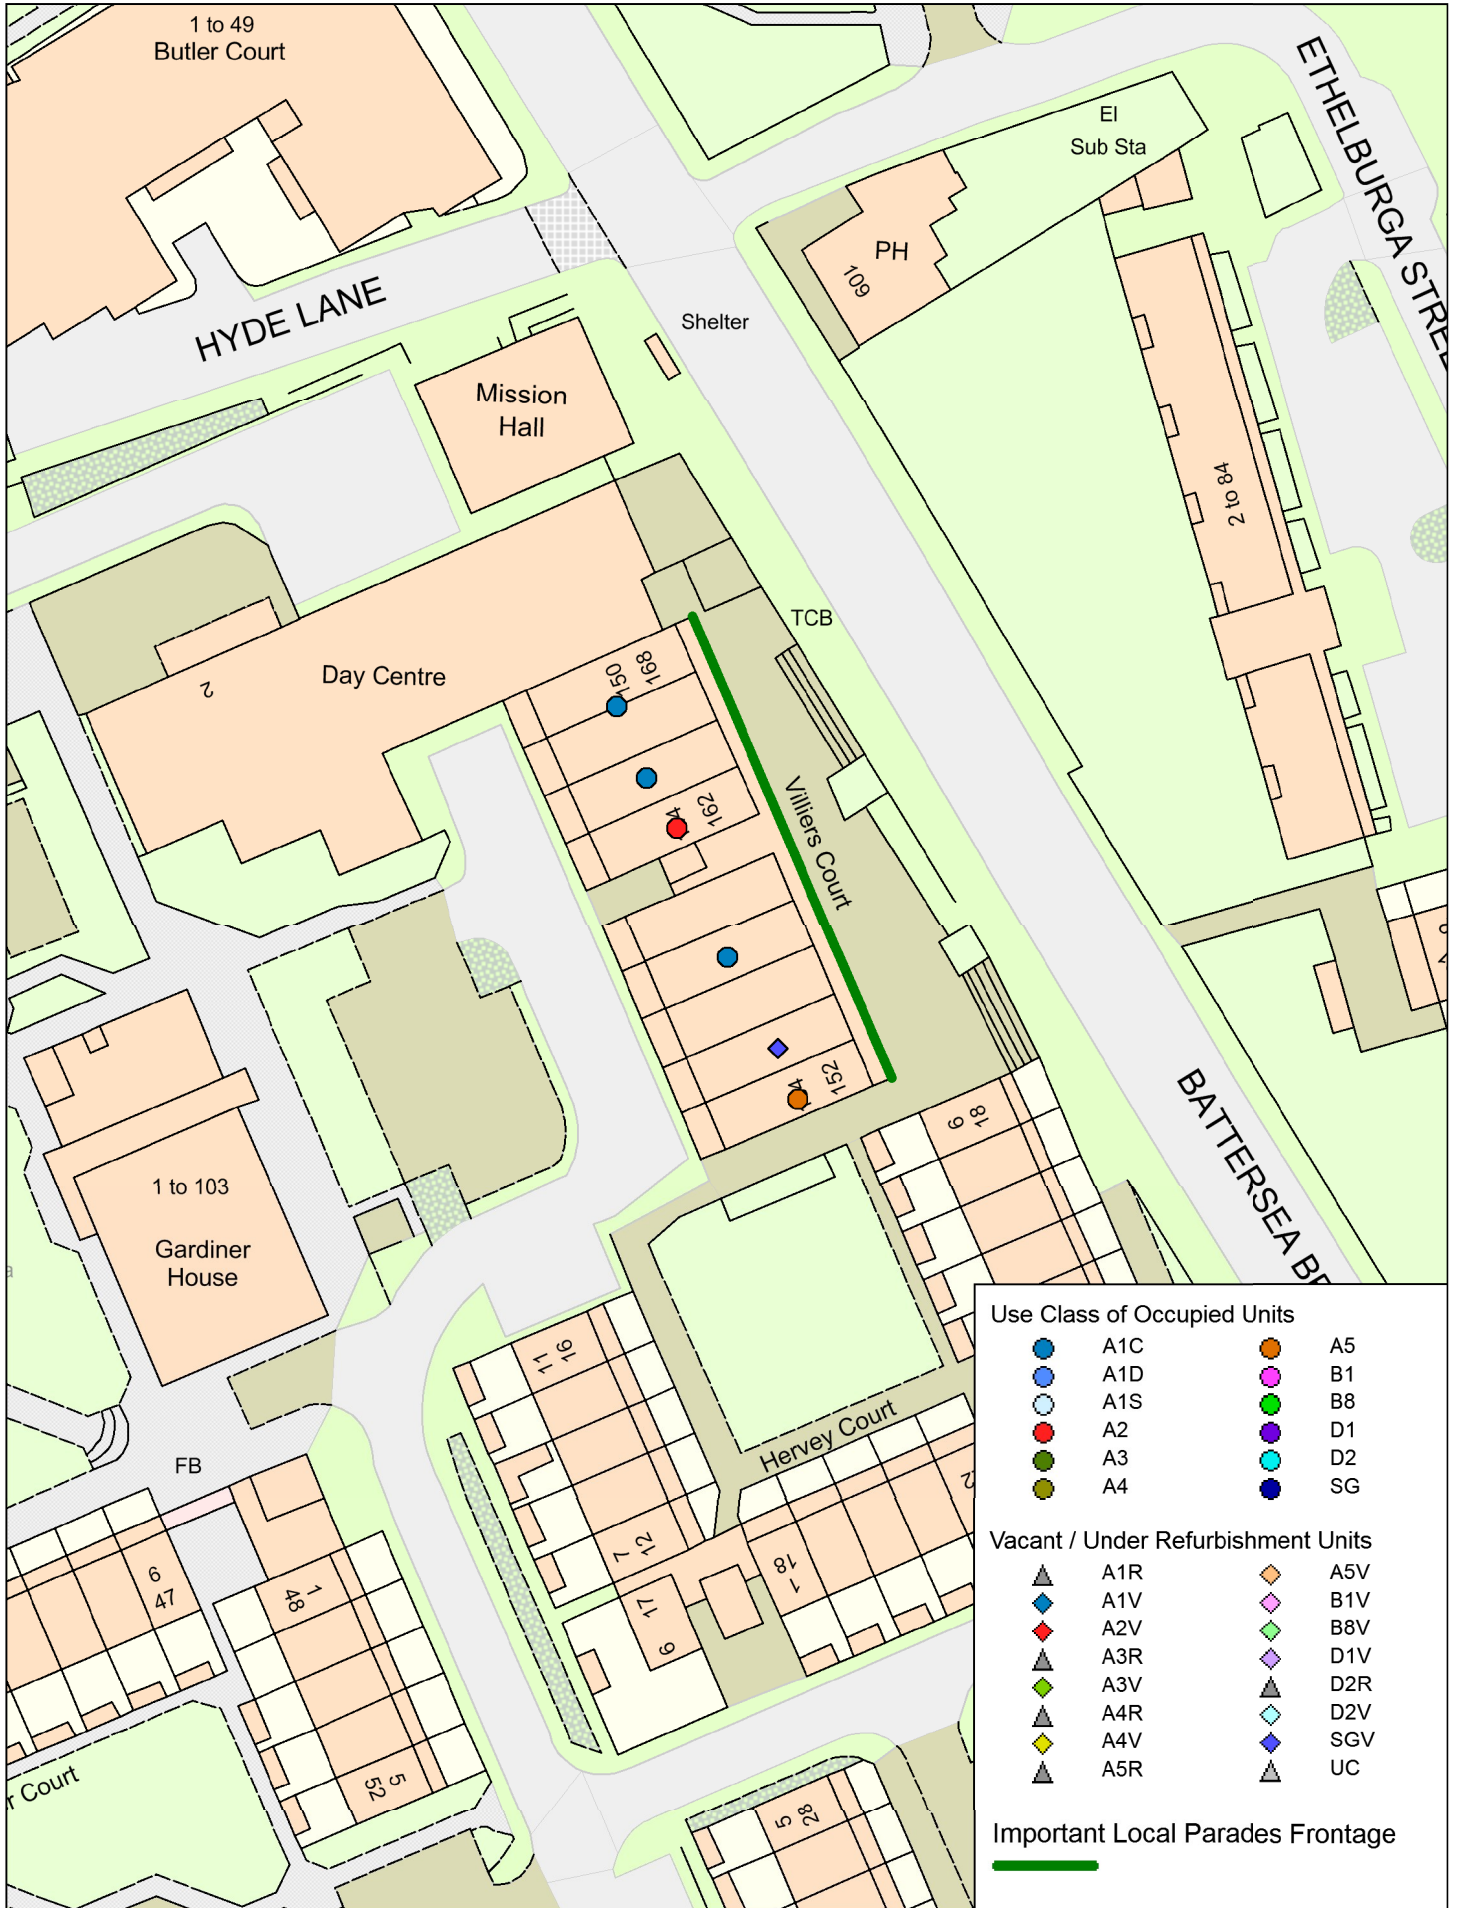 1 to 49
Butler Court
ETHELBURGA STREE
El
Sub Sta
PH
109
HYDE LANE
Shelter
Mission
Hall
2 to 84
TCB
168
150
Day Centre
2
162
Villiers Court
152
18
6
BATTERSEA BR
1 to 103
Gardiner
House
16
11
Hervey Court
FB
12
7
18
1
17
9
6
47
1
48
5
52
r Court
28
5
Use Class of Occupied Units
A1C
A1D
A1S
A2
A3
A4
A5
B1
B8
D1
D2
SG
Vacant / Under Refurbishment Units
A1R
A1V
A2V
A3R
A3V
A4R
A4V
A5R
A5V
B1V
B8V
D1V
D2R
D2V
SGV
UC
Important Local Parades Frontage